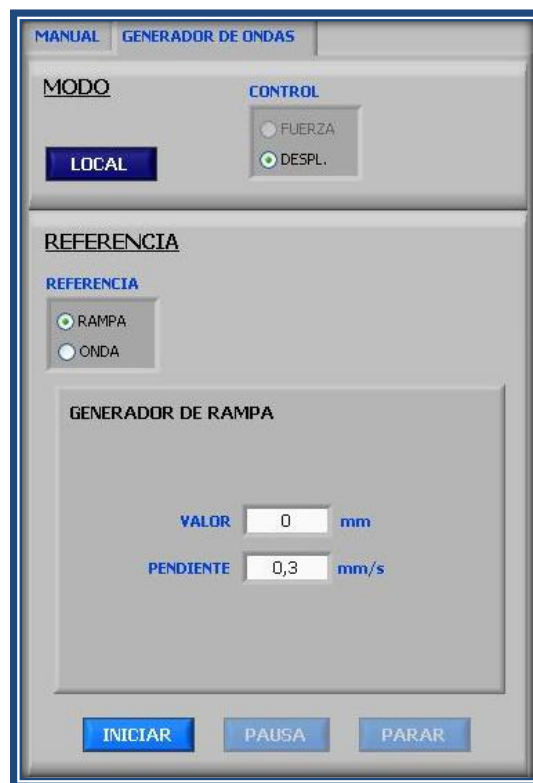 MANUAL GENERADOR DE ONDAS
MODO
CONTROL
FUERZA
DESPL.
LOCAL
REFERENCIA
REFERENCIA
RAMPA
ONDA
GENERADOR DE RAMPA
VALOR 0 mm
PENDIENTE 0,3 mm/s
INICIAR PAUSA PARAR